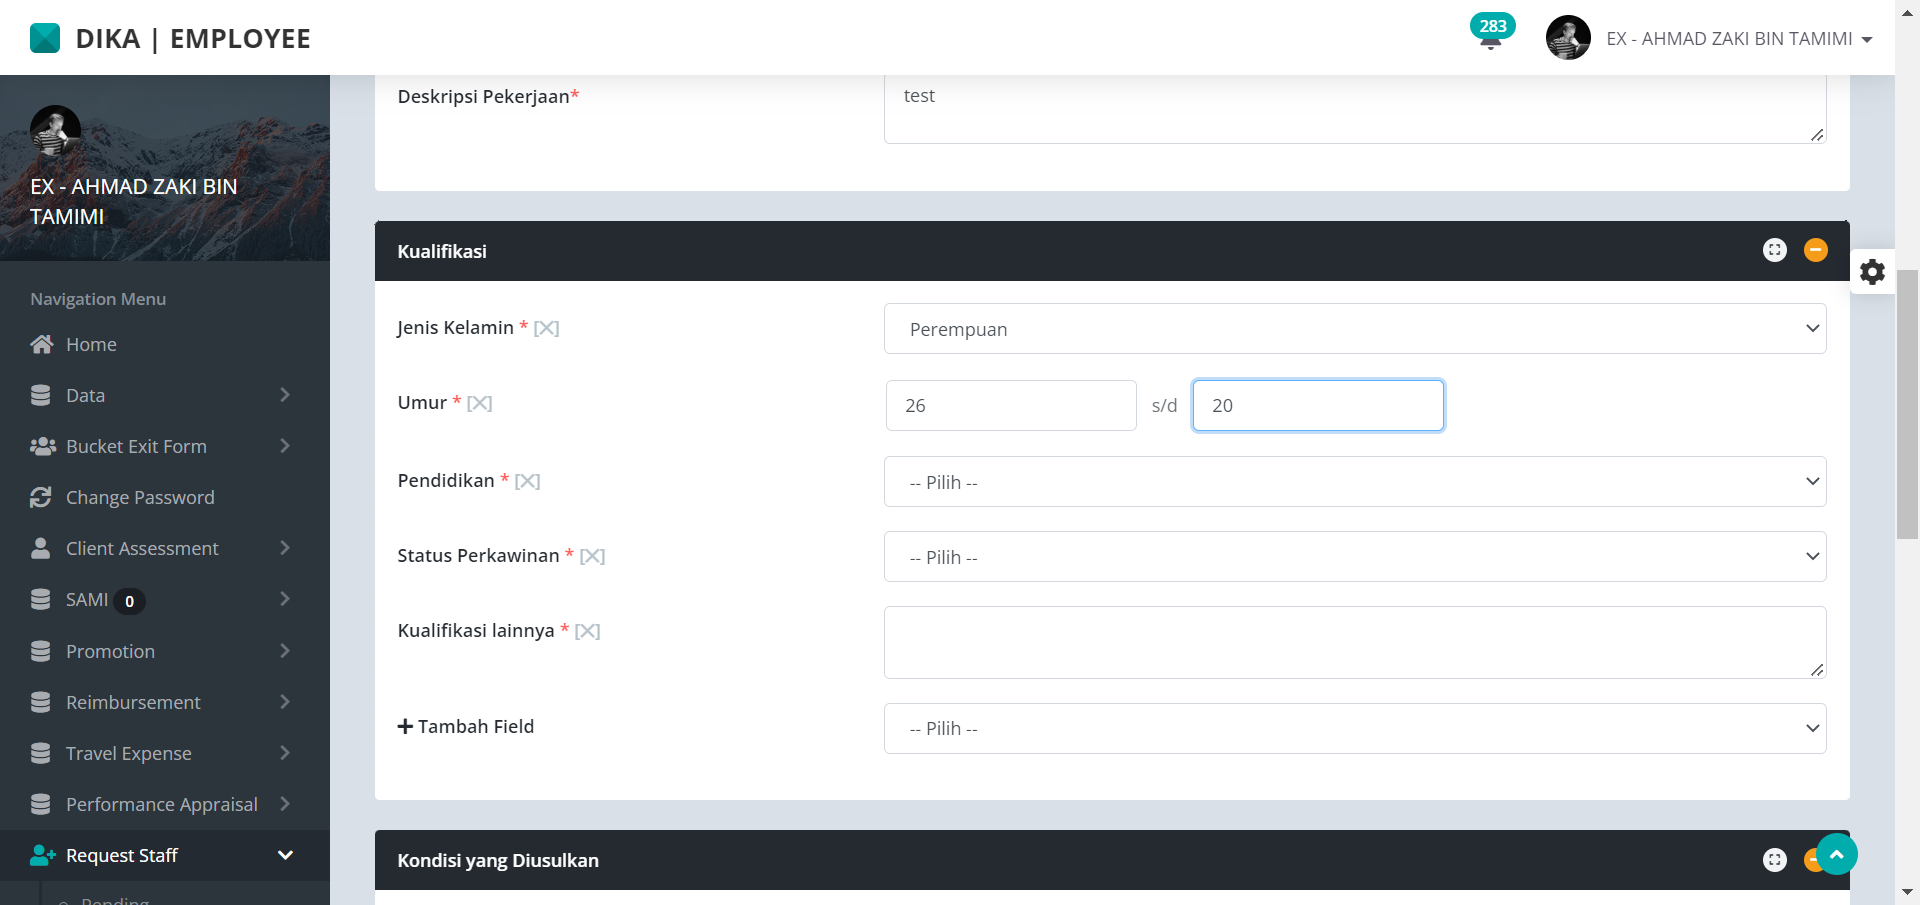 DIKA | EMPLOYEE
283
EX - AHMAD ZAKI BIN TAMIMI
EX - AHMAD ZAKI BIN
TAMIMI
Navigation Menu
Home
Data
Bucket Exit Form
Change Password
Client Assessment
SAMI 0
Promotion
Reimbursement
Travel Expense
Performance Appraisal
Request Staff
Pending
Deskripsi Pekerjaan*
test
Kualifikasi
Jenis Kelamin * [X]
Perempuan
Umur * [X]
26 s/d 20
Pendidikan * [X]
-- Pilih --
Status Perkawinan * [X]
-- Pilih --
Kualifikasi lainnya * [X]
+ Tambah Field
-- Pilih --
Kondisi yang Diusulkan